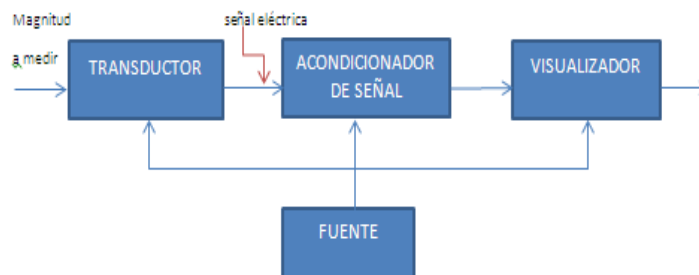 Magnitud
a medir
señal eléctrica
TRANSDUCTOR
ACONDICIONADOR
DE SEÑAL
VISUALIZADOR
FUENTE